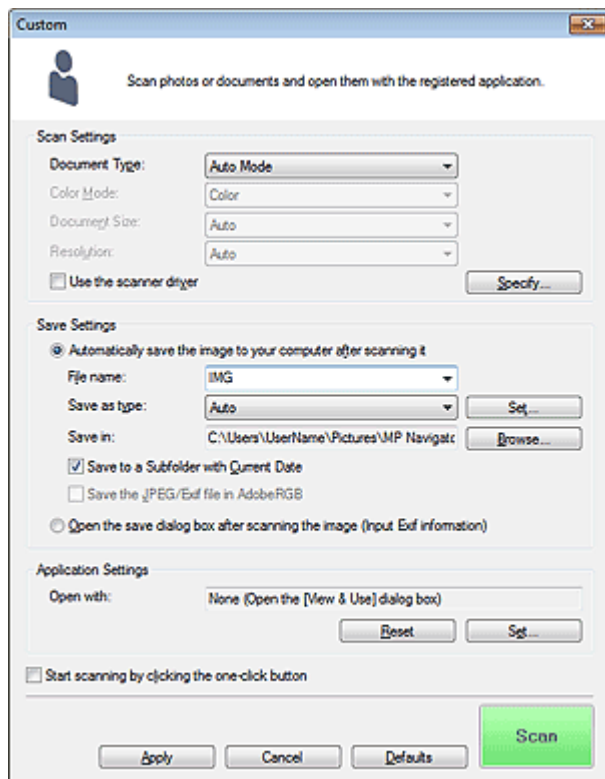 Custom
Scan photos or documents and open them with the registered application.
Scan Settings
Document Type: Auto Mode
Color Mode: Color
Document Size: Auto
Resolution: Auto
Use the scanner driver Specify...
Save Settings
Automatically save the image to your computer after scanning it
File name: IMG
Save as type: Auto Set...
Save in: C:\Users\UserName\Pictures\MP Navigatc Browse...
Save to a Subfolder with Current Date
Save the JPEG/Exif file in AdobeRGB
Open the save dialog box after scanning the image (Input Exif information)
Application Settings
Open with: None (Open the [View & Use] dialog box)
Reset Set...
Start scanning by clicking the one-click button
Apply Cancel Defaults Scan